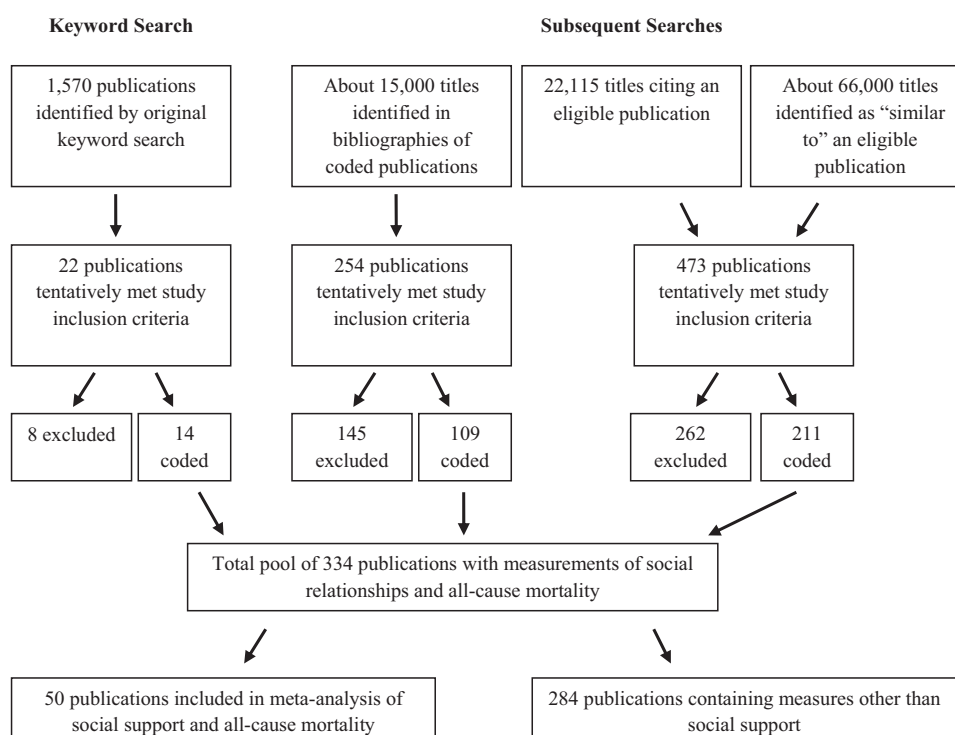 Keyword Search
Subsequent Searches
1,570 publications
identified by original
keyword search
About 15,000 titles
identified in
bibliographies of
coded publications
22,115 titles citing an
eligible publication
About 66,000 titles
identified as “similar
to” an eligible
publication
22 publications
tentatively met study
inclusion criteria
254 publications
tentatively met study
inclusion criteria
473 publications
tentatively met study
inclusion criteria
8 excluded
14
coded
145
excluded
109
coded
262
excluded
211
coded
Total pool of 334 publications with measurements of social
relationships and all-cause mortality
50 publications included in meta-analysis of
social support and all-cause mortality
284 publications containing measures other than
social support